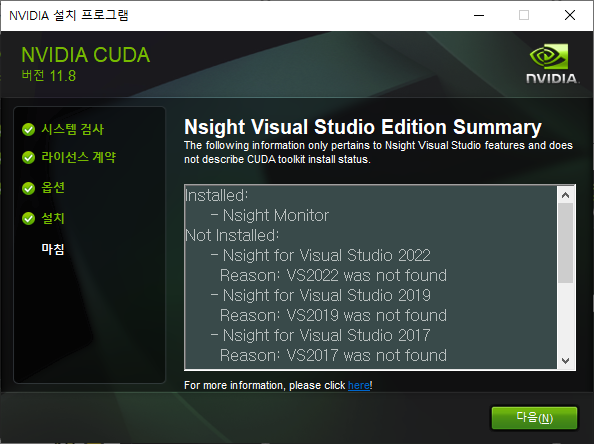 NVIDIA 설치 프로그램
NVIDIA CUDA
버전 11.8
NVIDIA.
시스템 검사
라이선스 계약
옵션
설치
마침
Nsight Visual Studio Edition Summary
The following information only pertains to Nsight Visual Studio features and does
not describe CUDA toolkit install status.
Installed:
- Nsight Monitor
Not Installed:
- Nsight for Visual Studio 2022
Reason: VS2022 was not found
- Nsight for Visual Studio 2019
Reason: VS2019 was not found
- Nsight for Visual Studio 2017
Reason: VS2017 was not found
For more information, please click here!
다음(N)